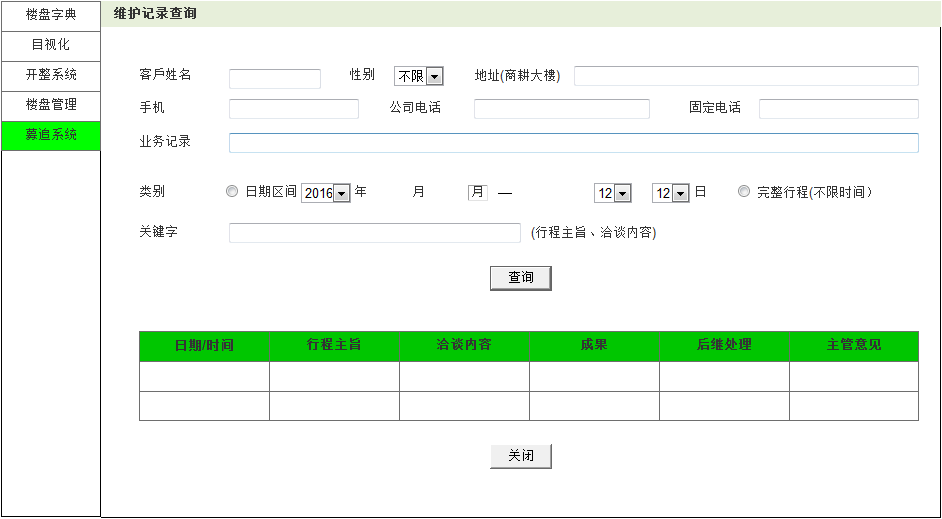 楼盘字典
目视化
开整系统
楼盘管理
募追系统
维护记录查询
客戶姓名 性别 不限 地址(商耕大樓)
手机 公司电话 固定电话
业务记录
类别 日期区间 2016 年 月 月 — 12 12 日 完整行程(不限时间）
关键字 (行程主旨、洽谈内容)
查询
日期/时间 行程主旨 洽谈内容 成果 后继处理 主管意见
关闭